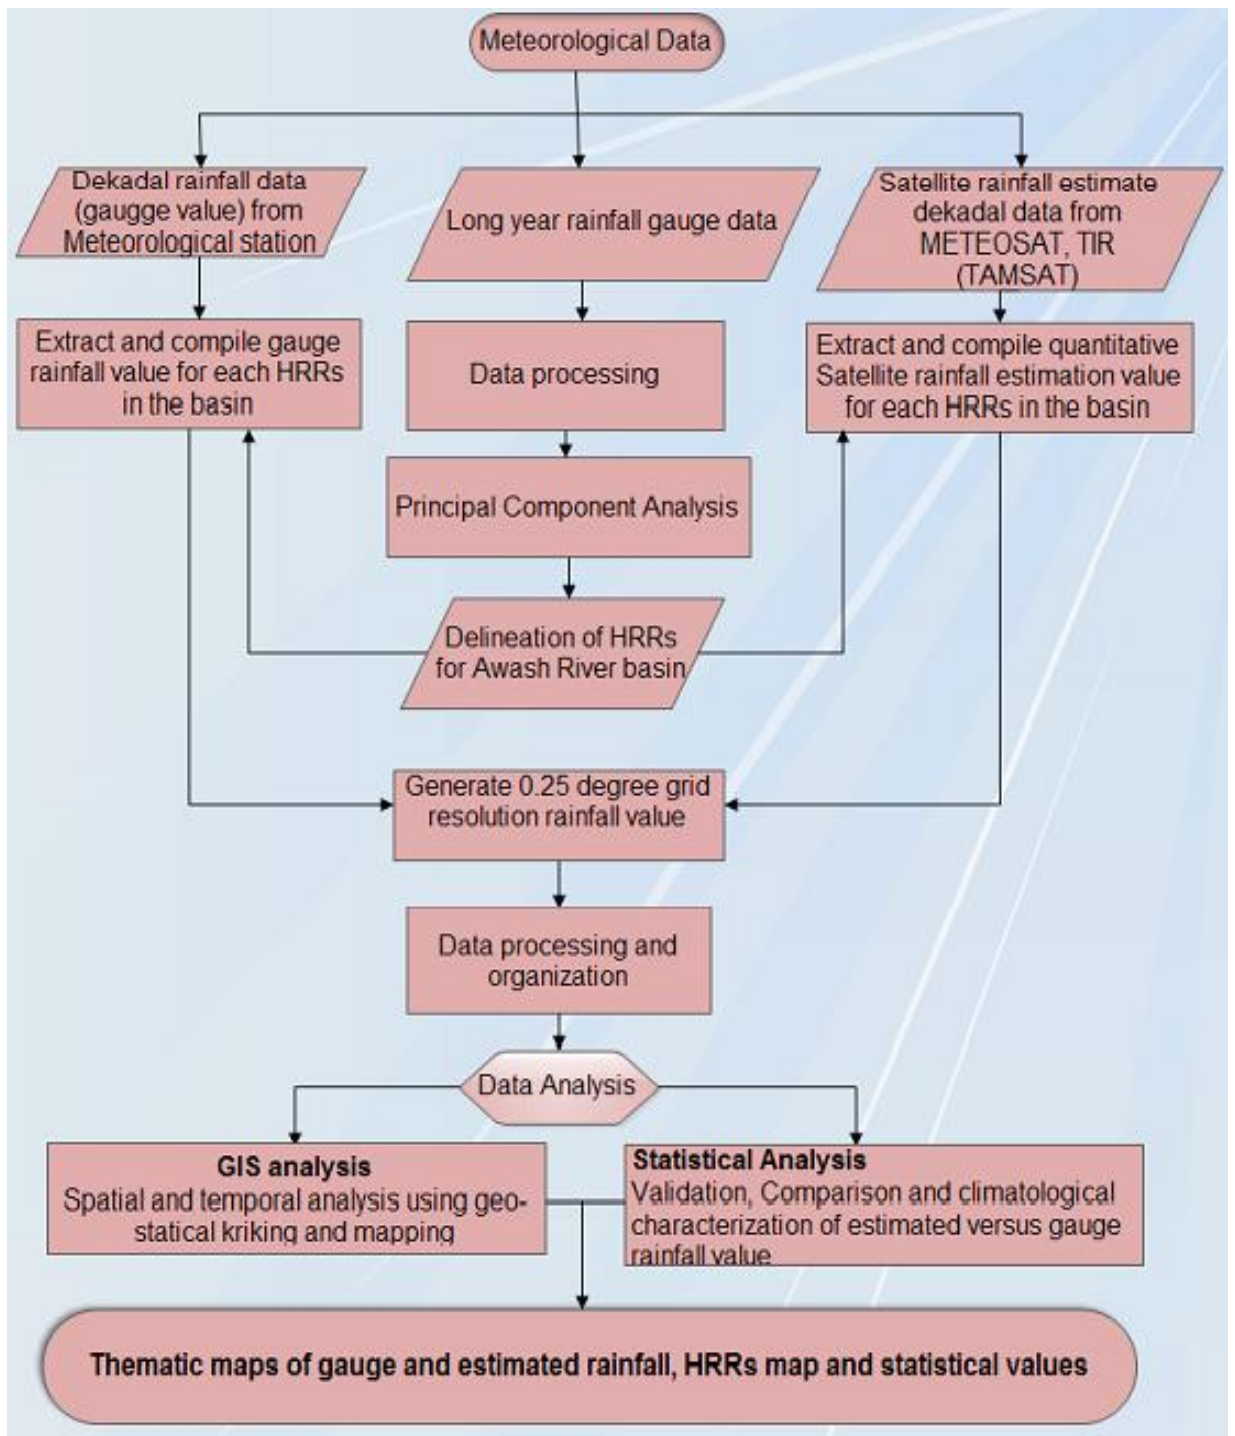 Meteorological Data
Dekadal rainfall data
(gaugge value) from
Meteorological station
Long year rainfall gauge data
Satellite rainfall estimate
dekadal data from
METEOSAT, TIR
(TAMSAT)
Extract and compile gauge
rainfall value for each HRRs
in the basin
Data processing
Extract and compile quantitative
Satellite rainfall estimation value
for each HRRs in the basin
Principal Component Analysis
Delineation of HRRs
for Awash River basin
Generate 0.25 degree grid
resolution rainfall value
Data processing and
organization
Data Analysis
GIS analysis
Spatial and temporal analysis using geo-
statical kriking and mapping
Statistical Analysis
Validation, Comparison and climatological
characterization of estimated versus gauge
rainfall value
Thematic maps of gauge and estimated rainfall, HRRs map and statistical values